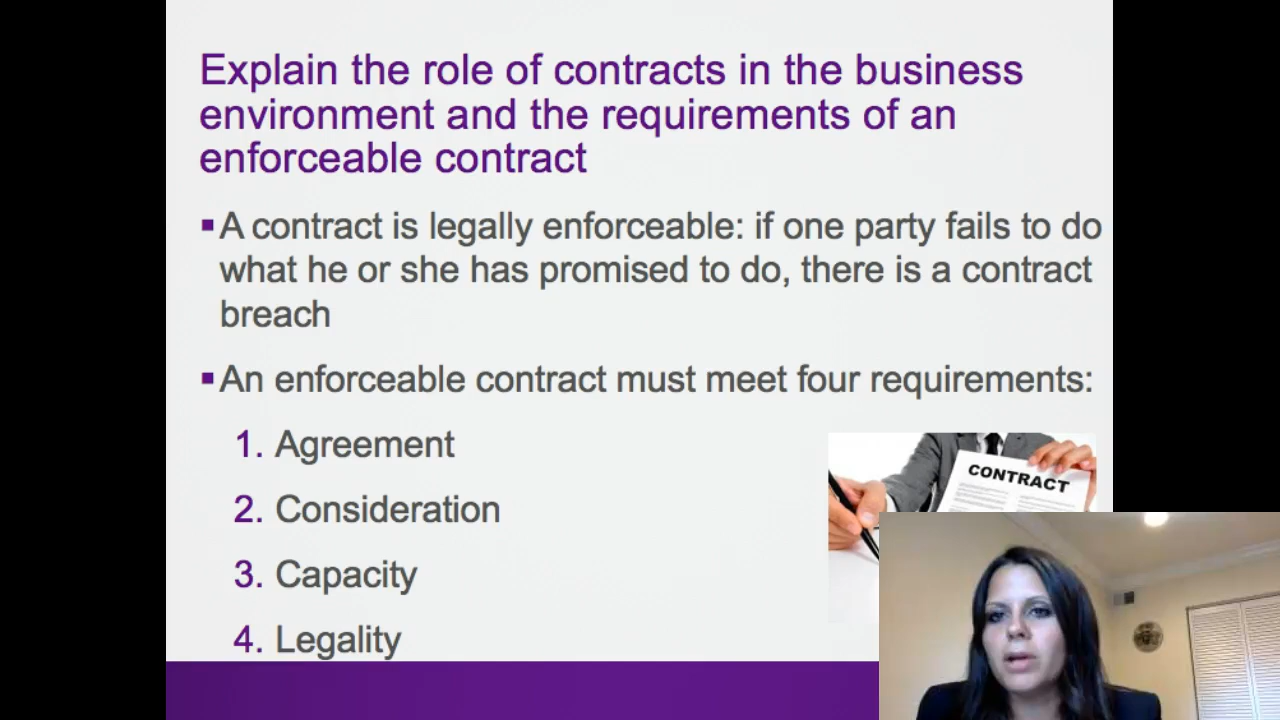 Explain the role of contracts in the business
environment and the requirements of an
enforceable contract
▪A contract is legally enforceable: if one party fails to do
what he or she has promised to do, there is a contract
breach
▪An enforceable contract must meet four requirements:
1. Agreement
2. Consideration
3. Capacity
4. Legality
CONTRACT